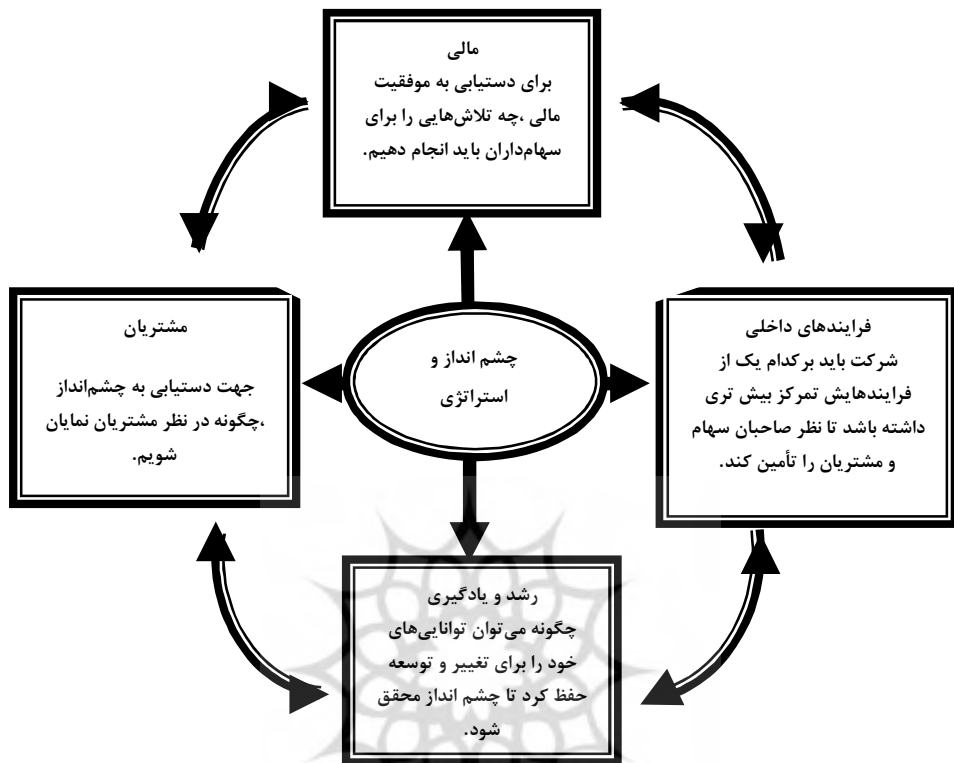 مالی
برای دستیابی به موفقیت
مالی ،چه تلاش‌هایی را برای
سهام‌داران باید انجام دهیم.
فرایندهای داخلی
شرکت باید بر کدام یک از
فرایندهایش تمرکز بیش تری
داشته باشد تا نظر صاحبان سهام
و مشتریان را تأمین کند.
چشم انداز و
استراتژی
مشتریان
جهت دستیابی به چشم‌انداز
،چگونه در نظر مشتریان نمایان
شویم.
رشد و یادگیری
چگونه می‌توان توانایی‌های
خود را برای تغییر و توسعه
حفظ کرد تا چشم انداز محقق
شود.